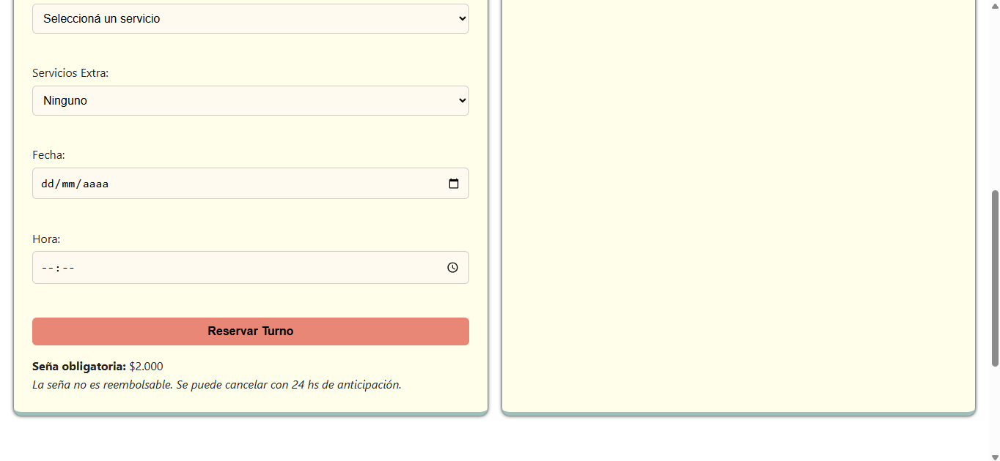 Seleccioná un servicio
Servicios Extra:
Ninguno
Fecha:
dd/mm/aaaa
Hora:
--:--
Reservar Turno
Seña obligatoria: $2.000
La seña no es reembolsable. Se puede cancelar con 24 hs de anticipación.